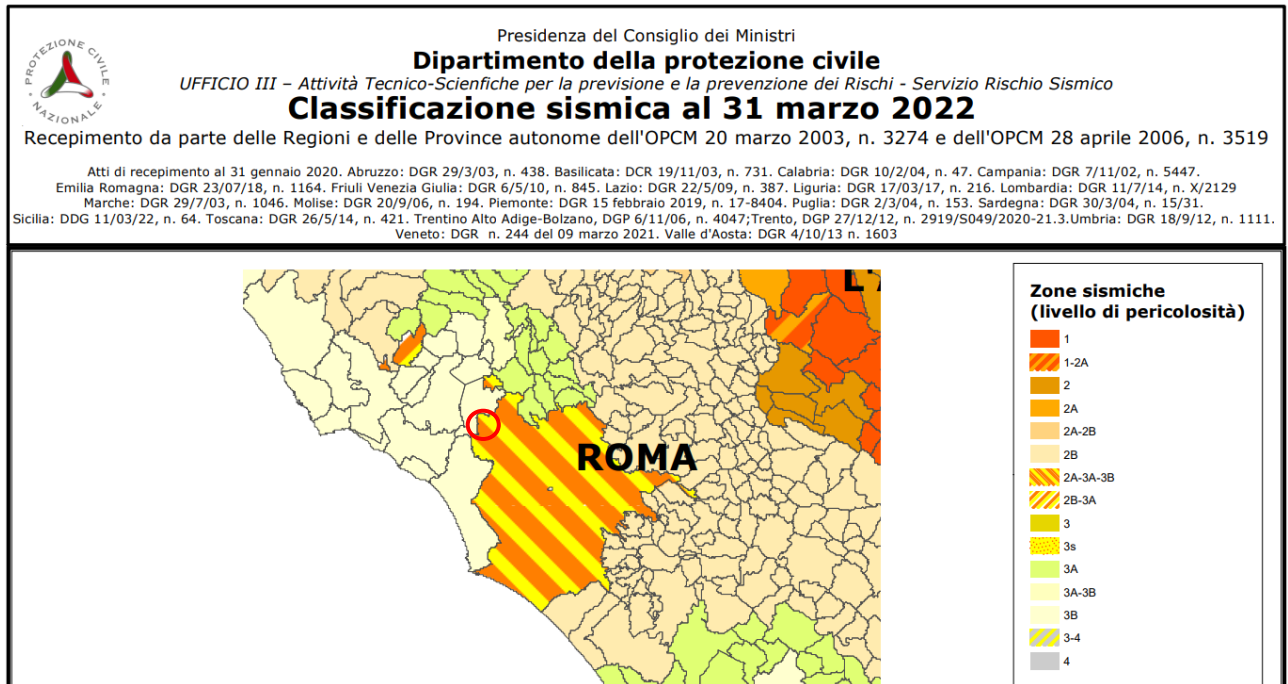 PROTEZIONE CIVILE
NAZIONALE
Presidenza del Consiglio dei Ministri
Dipartimento della protezione civile
UFFICIO III – Attività Tecnico-Scienfiche per la previsione e la prevenzione dei Rischi - Servizio Rischio Sismico
Classificazione sismica al 31 marzo 2022
Recepimento da parte delle Regioni e delle Province autonome dell'OPCM 20 marzo 2003, n. 3274 e dell'OPCM 28 aprile 2006, n. 3519
Atti di recepimento al 31 gennaio 2020. Abruzzo: DGR 29/3/03, n. 438. Basilicata: DCR 19/11/03, n. 731. Calabria: DGR 10/2/04, n. 47. Campania: DGR 7/11/02, n. 5447.
Emilia Romagna: DGR 23/07/18, n. 1164. Friuli Venezia Giulia: DGR 6/5/10, n. 845. Lazio: DGR 22/5/09, n. 387. Liguria: DGR 17/03/17, n. 216. Lombardia: DGR 11/7/14, n. X/2129
Marche: DGR 29/7/03, n. 1046. Molise: DGR 20/9/06, n. 194. Piemonte: DGR 15 febbraio 2019, n. 17-8404. Puglia: DGR 2/3/04, n. 153. Sardegna: DGR 30/3/04, n. 15/31.
Sicilia: DDG 11/03/22, n. 64. Toscana: DGR 26/5/14, n. 421. Trentino Alto Adige-Bolzano, DGP 6/11/06, n. 4047;Trento, DGP 27/12/12, n. 2919/S049/2020-21.3.Umbria: DGR 18/9/12, n. 1111.
Veneto: DGR n. 244 del 09 marzo 2021. Valle d'Aosta: DGR 4/10/13 n. 1603
ROMA
Zone sismiche
(livello di pericolosità)
1
1-2A
2
2A
2A-2B
2B
2A-3A-3B
2B-3A
3
3s
3A
3A-3B
3B
3-4
4